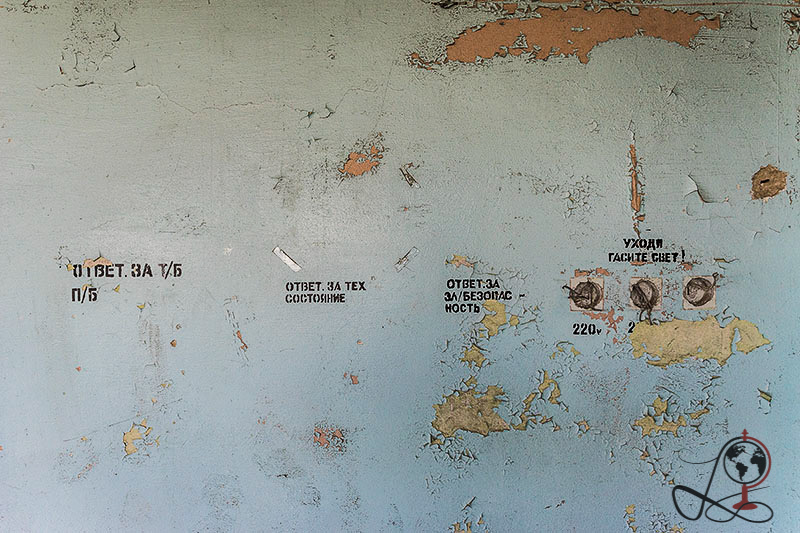 ОТВЕТ. ЗА Т/Б
П/Б
ОТВЕТ. ЗА ТЕХ
СОСТОЯНИЕ
ОТВЕТ. ЗА
ЭЛ/БЕЗОПАС -
НОСТЬ
УХОДЯ
ГАСИТЕ СВЕТ!
220v